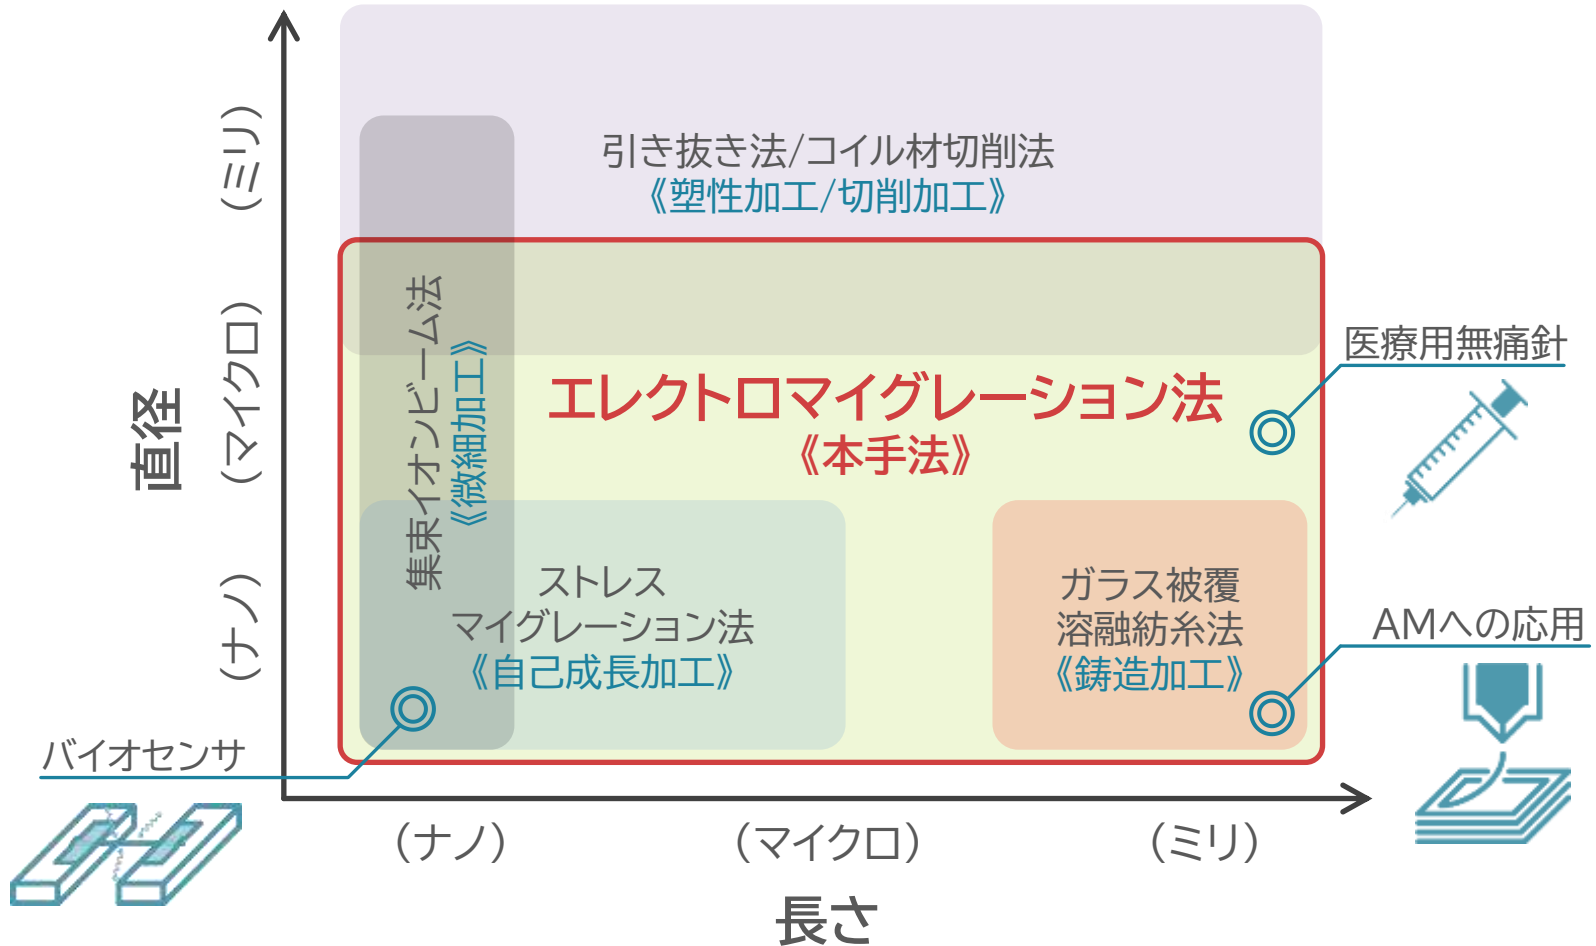 引き抜き法/コイル材切削法
《塑性加工/切削加工》
集束イオンビーム法
《微細加工》
エレクトロマイグレーション法
《本手法》
ストレス
マイグレーション法
《自己成長加工》
ガラス被覆
溶融紡糸法
《鋳造加工》
医療用無痛針
AMへの応用
バイオセンサ
直径
（ミリ）
（マイクロ）
（ナノ）
（ナノ）
（マイクロ）
（ミリ）
長さ